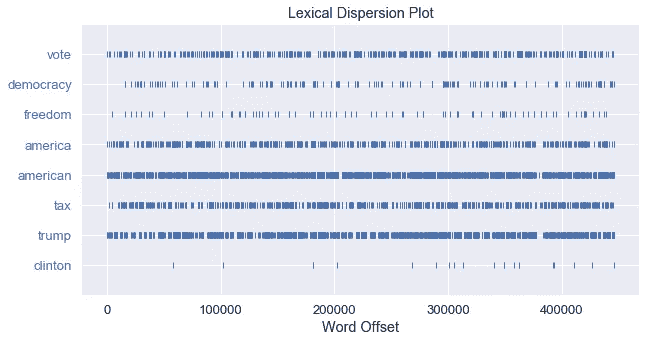 Lexical Dispersion Plot
vote
democracy
freedom
america
american
tax
trump
clinton
0 100000 200000 300000 400000
Word Offset